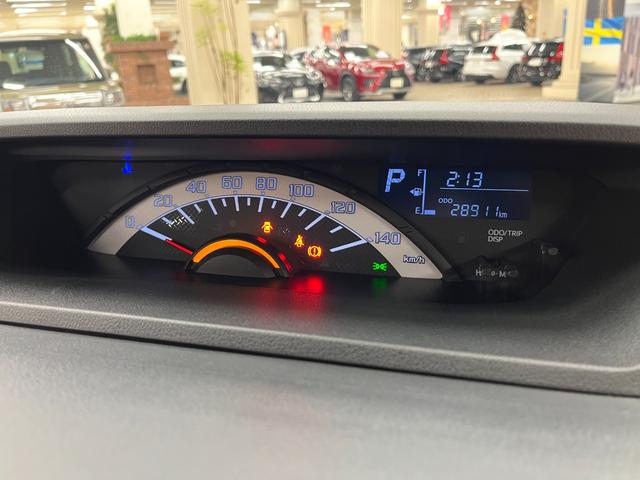 0
20
40
60
80
100
120
140
km/h
P
F
E
2:13
ODO
28911km
ODO/TRIP
DISP
H
M